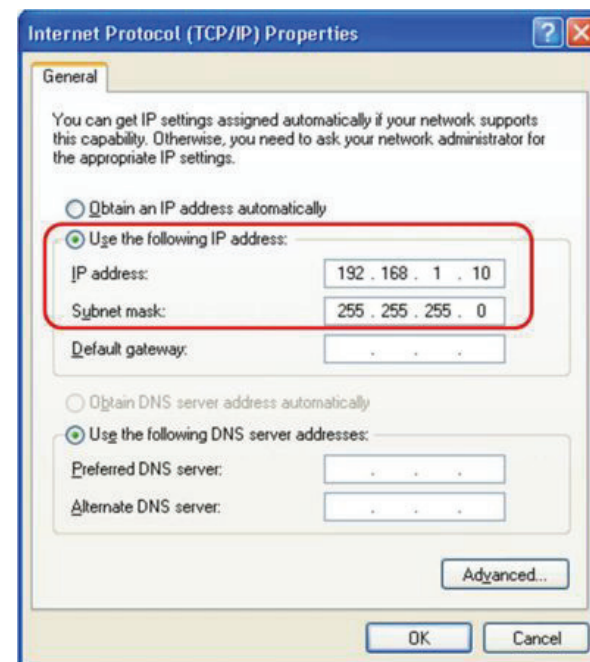 Internet Protocol (TCP/IP) Properties
?
General
You can get IP settings assigned automatically if your network supports
this capability. Otherwise, you need to ask your network administrator for
the appropriate IP settings.
Obtain an IP address automatically
Use the following IP address:
IP address: 192 . 168 . 1 . 10
Subnet mask: 255 . 255 . 255 . 0
Default gateway: . . .
Obtain DNS server address automatically
Use the following DNS server addresses:
Preferred DNS server: . . .
Alternate DNS server: . . .
Advanced...
OK Cancel